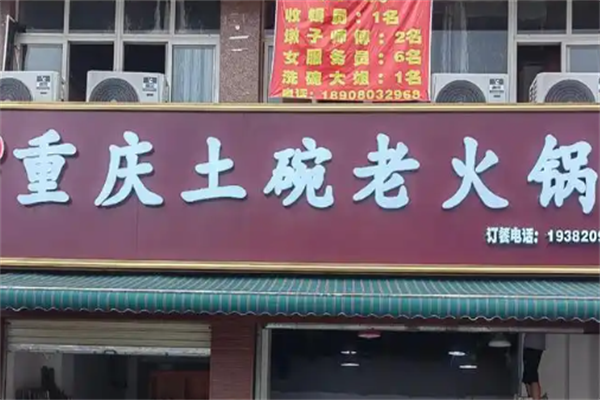 收银员：1名
墩子师傅：2名
女服务员：6名
洗碗大姐：1名
电话：18908032968
重庆土碗老火锅
订餐电话：193820